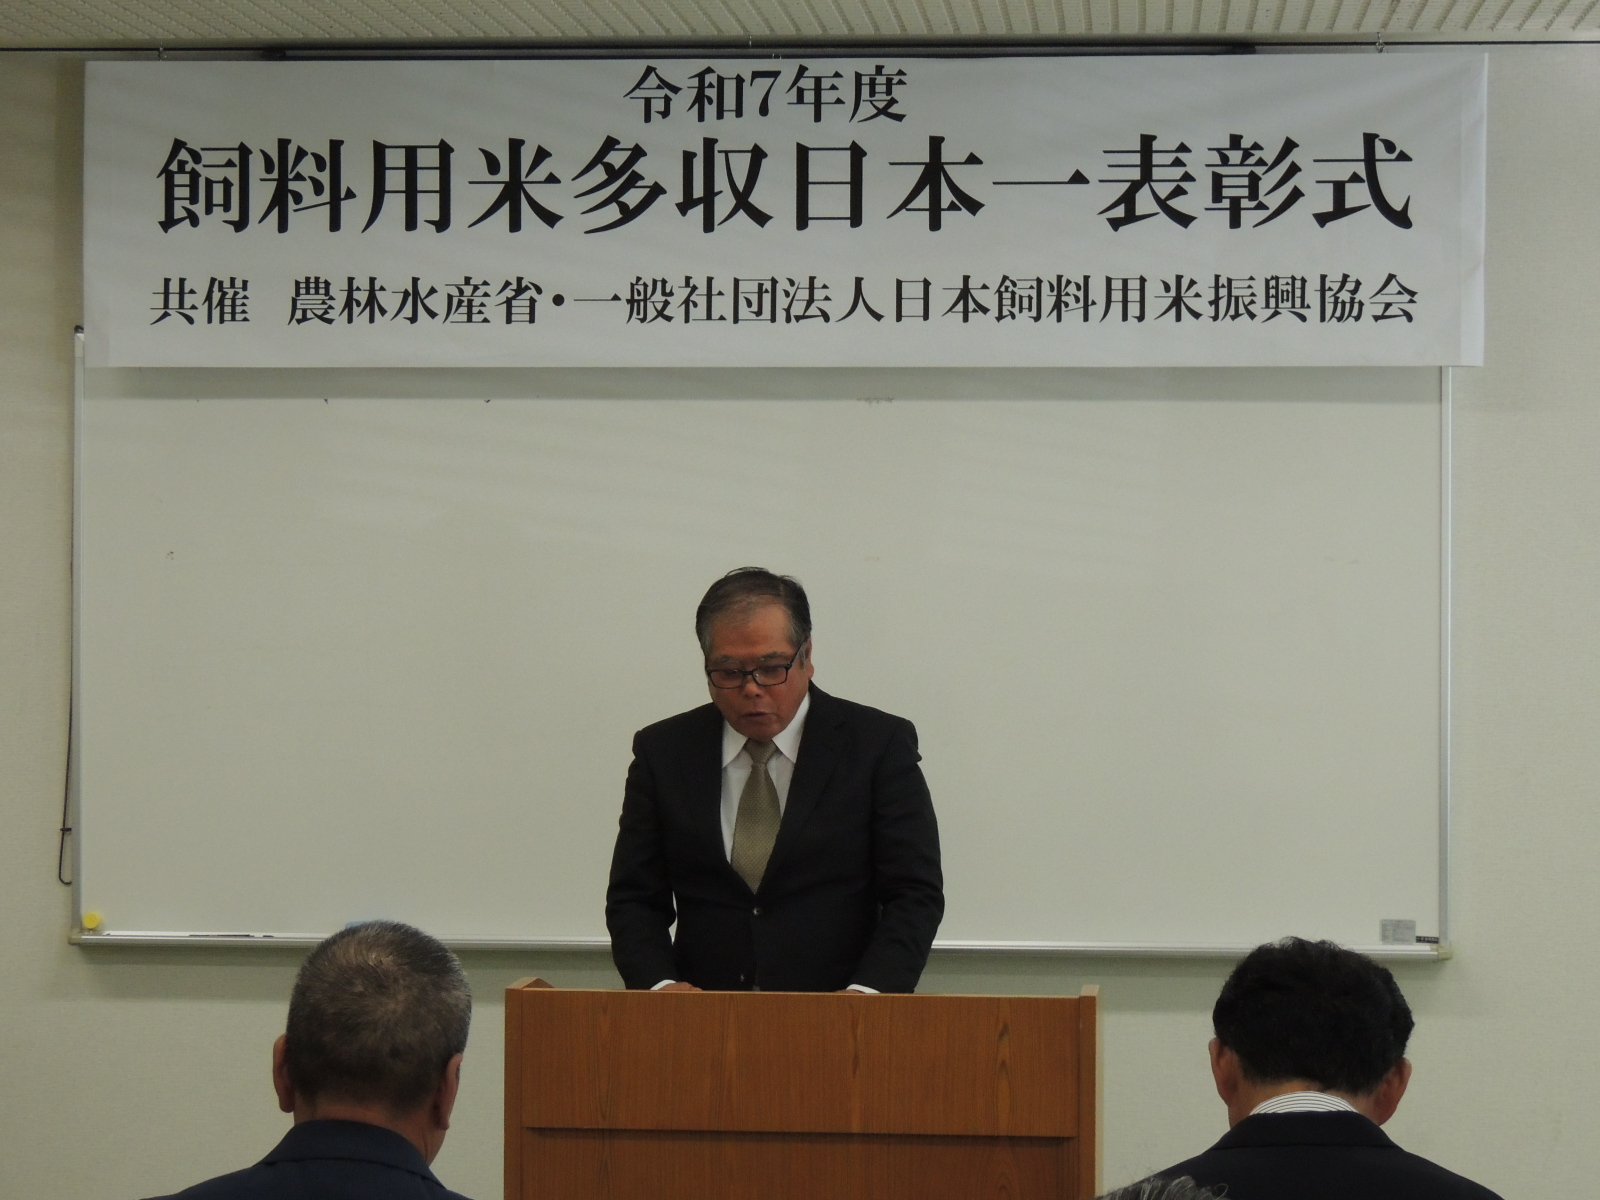 令和7年度
飼料用米多収日本一表彰式
共催 農林水産省・一般社団法人日本飼料用米振興協会